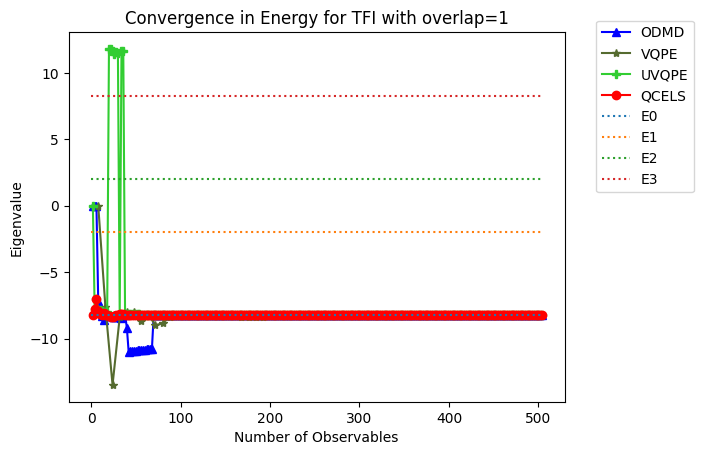 Convergence in Energy for TFI with overlap=1
Eigenvalue
10
5
0
−5
−10
0
100
200
300
400
500
Number of Observables
ODMD
VQPE
UVQPE
QCELS
E0
E1
E2
E3